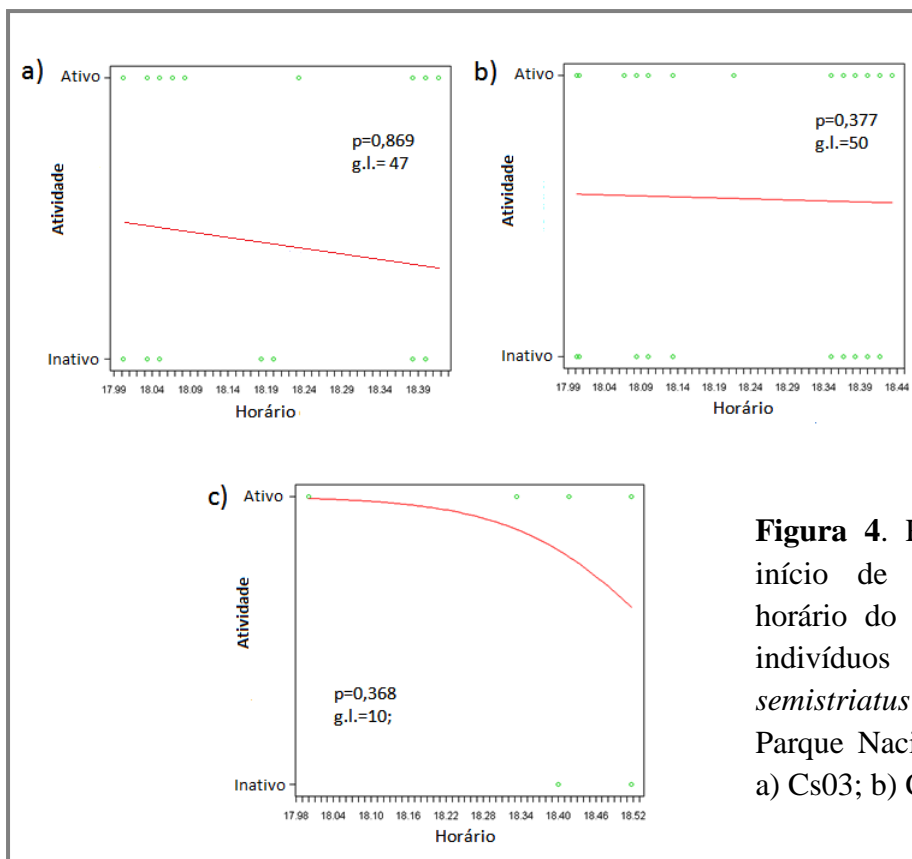 a)
Ativo
p=0,869
g.l.= 47
Atividade
Inativo
17.99 18.04 18.09 18.14 18.19 18.24 18.29 18.34 18.39
Horário
b)
Ativo
p=0,377
g.l.=50
Atividade
Inativo
17.99 18.04 18.09 18.14 18.19 18.24 18.29 18.34 18.39 18.44
Horário
c)
Ativo
Atividade
p=0,368
g.l.=10;
Inativo
17.98 18.04 18.10 18.16 18.22 18.28 18.34 18.40 18.46 18.52
Horário
Figura 4.
início de
horário do
indivíduos
semistriatus
Parque Naci
a) Cs03; b)